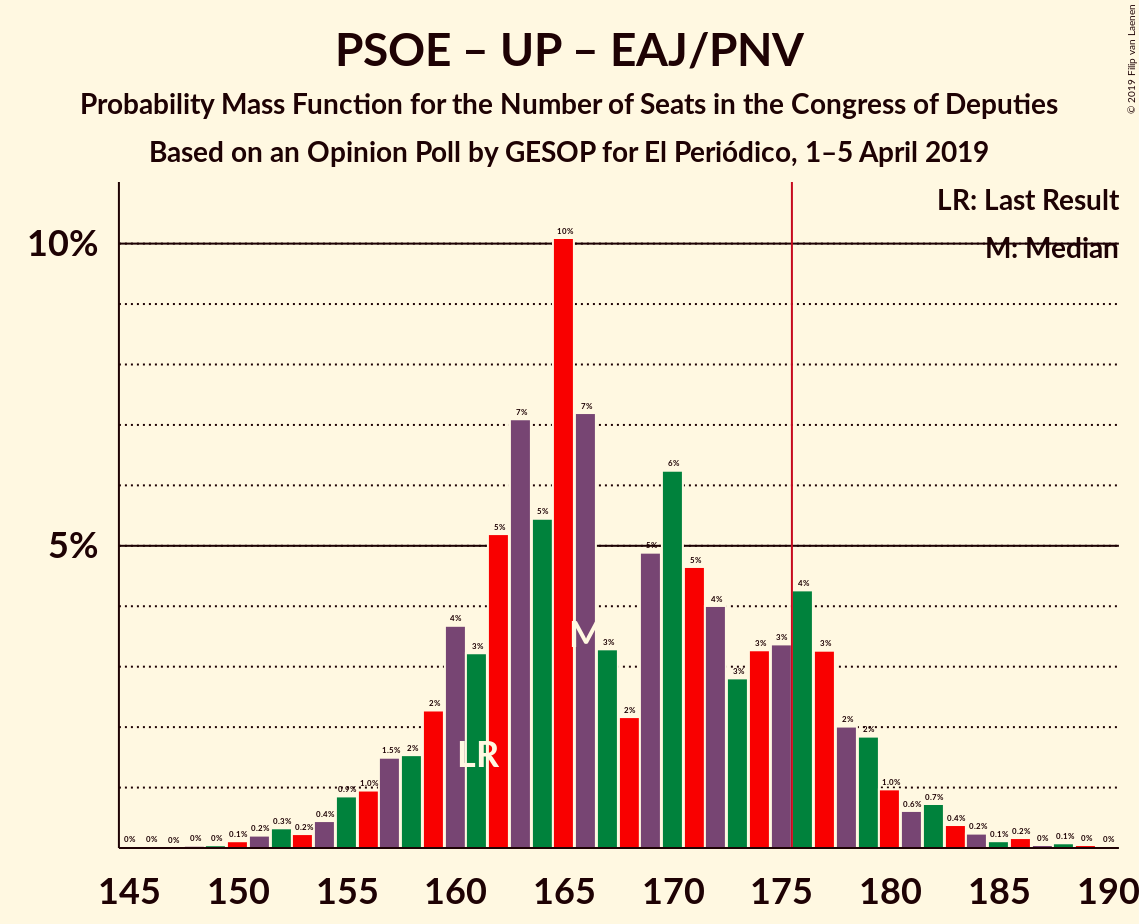 PSOE – UP – EAJ/PNV
Probability Mass Function for the Number of Seats in the Congress of Deputies
Based on an Opinion Poll by GESOP for El Periódico, 1–5 April 2019
© 2019 Filip van Laenen
LR: Last Result
M: Median
10%
5%
0% 0% 0% 0% 0% 0.1% 0.2% 0.3% 0.2% 0.4% 0.9% 1.0% 1.5% 2% 2% 4% 3% 5% 7% 5% 10% 7% 3% 2% 5% 6% 5% 4% 3% 3% 3% 4% 3% 2% 2% 1.0% 0.6% 0.7% 0.4% 0.2% 0.1% 0.2% 0% 0.1% 0% 0%
M
LR
145 150 155 160 165 170 175 180 185 190